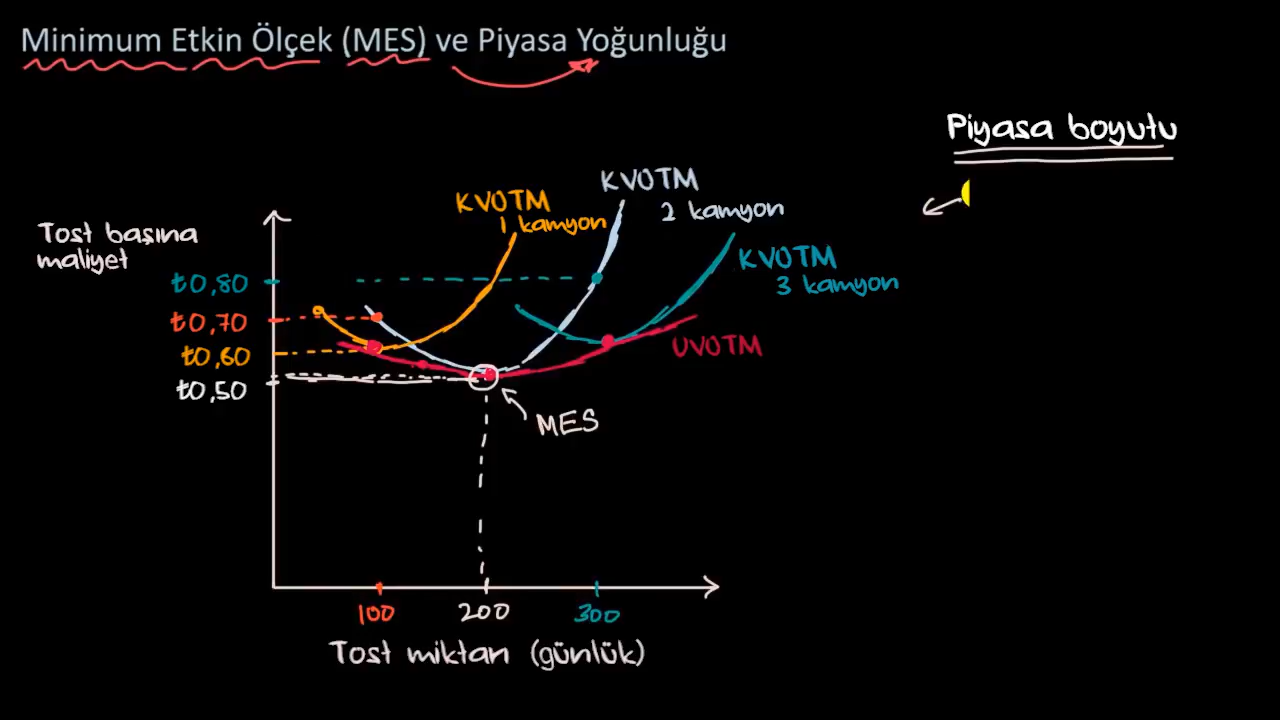 Minimum Etkin Ölçek (MES) ve Piyasa Yoğunluğu
Piyasa boyutu
KVOTM
2 kamyon
KVOTM
1 kamyon
KVOTM
3 kamyon
Tost başına
maliyet
₺0,80
₺0,70
₺0,60
₺0,50
UVOTM
MES
100
200
300
Tost miktarı (günlük)